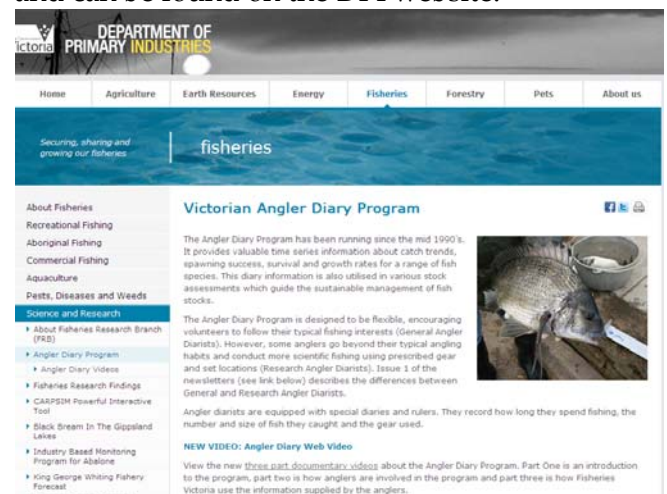 and can be found on the DPI website.
Victoria
DEPARTMENT OF
PRIMARY INDUSTRIES
Home Agriculture Earth Resources Energy Fisheries Forestry Pets About us
Securing, sharing and
growing our fisheries
fisheries
About Fisheries
Recreational Fishing
Aboriginal Fishing
Commercial Fishing
Aquaculture
Pests, Diseases and Weeds
Science and Research
About Fisheries Research Branch
(FRB)
Angler Diary Program
Angler Diary Videos
Fisheries Research Findings
CARPSIM Powerful Interactive
Tool
Black Bream In The Gippsland
Lakes
Industry Based Monitoring
Program for Abalone
King George Whiting Fishery
Forecast
Victorian Angler Diary Program
The Angler Diary Program has been running since the mid 1990's.
It provides valuable time series information about catch trends,
spawning success, survival and growth rates for a range of fish
species. This diary information is also utilised in various stock
assessments which guide the sustainable management of fish
stocks.
The Angler Diary Program is designed to be flexible, encouraging
volunteers to follow their typical fishing interests (General Angler
Diarists). However, some anglers go beyond their typical angling
habits and conduct more scientific fishing using prescribed gear
and set locations (Research Angler Diarists). Issue 1 of the
newsletters (see link below) describes the differences between
General and Research Angler Diarists.
Angler diarists are equipped with special diaries and rulers. They record how long they spend fishing, the
number and size of fish they caught and the gear used.
NEW VIDEO: Angler Diary Web Video
View the new three part documentary videos about the Angler Diary Program. Part One is an introduction
to the program, part two is how anglers are involved in the program and part three is how Fisheries
Victoria use the information supplied by the anglers.